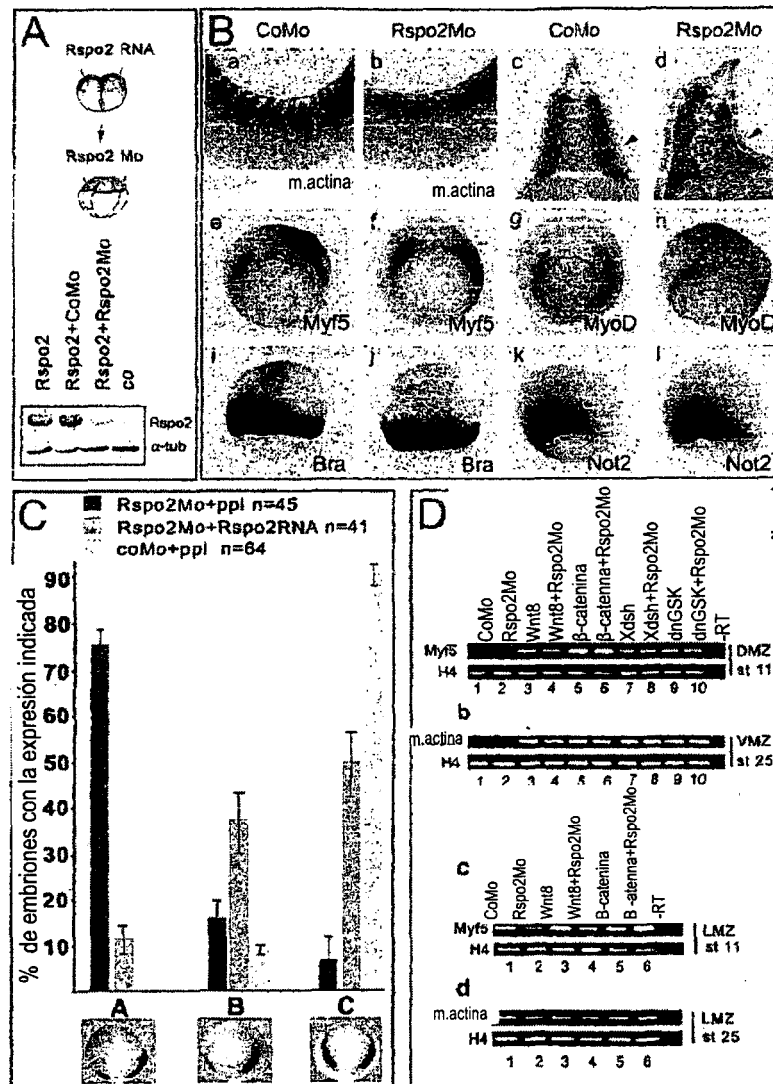 A
Rspo2 RNA
Rspo2 Mo
Rspo2
Rspo2+CoMo
Rspo2+Rspo2Mo
co
Rspo2
α-tub
B
CoMo
Rspo2Mo
CoMo
Rspo2Mo
a
b
c
d
m.actina
m.actina
e
f
g
h
Myf5
Myf5
MyoD
MyoD
i
j
k
l
Bra
Bra
Not2
Not2
C
Rspo2Mo+ppl n=45
Rspo2Mo+Rspo2RNA n=41
coMo+ppl n=64
% de embriones con la expresión indicada
90
80
70
60
50
40
30
20
10
A
B
C
D
CoMo
Rspo2Mo
Wnt8
Wnt8+Rspo2Mo
β-catenina
β-catenna+Rspo2Mo
Xdsh
Xdsh+Rspo2Mo
dnGSK
dnGSK+Rspo2Mo
-RT
Myf5
DMZ
H4
st 11
1 2 3 4 5 6 7 8 9 10
b
m.actina
VMZ
H4
st 25
1 2 3 4 5 6 7 8 9 10
c
CoMo
Rspo2Mo
Wnt8
Wnt8+Rspo2Mo
B-catenina
B-atenna+Rspo2Mo
-RT
Myf5
LMZ
H4
st 11
1 2 3 4 5 6
d
m.actina
LMZ
H4
st 25
1 2 3 4 5 6